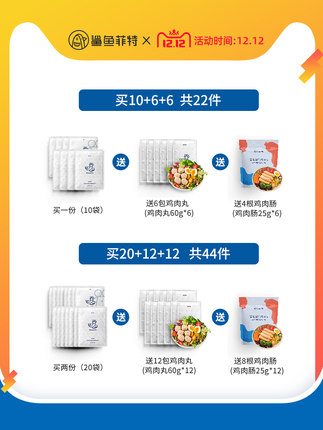 鲨鱼菲特 × 12.12 活动时间:12.12
买10+6+6 共22件
送 送
买一份（10袋） 送6包鸡肉丸 送4根鸡肉肠
(鸡肉丸60g*6) (鸡肉肠25g*6)
买20+12+12 共44件
送 送
买两份（20袋） 送12包鸡肉丸 送8根鸡肉肠
(鸡肉丸60g*12) (鸡肉肠25g*12)